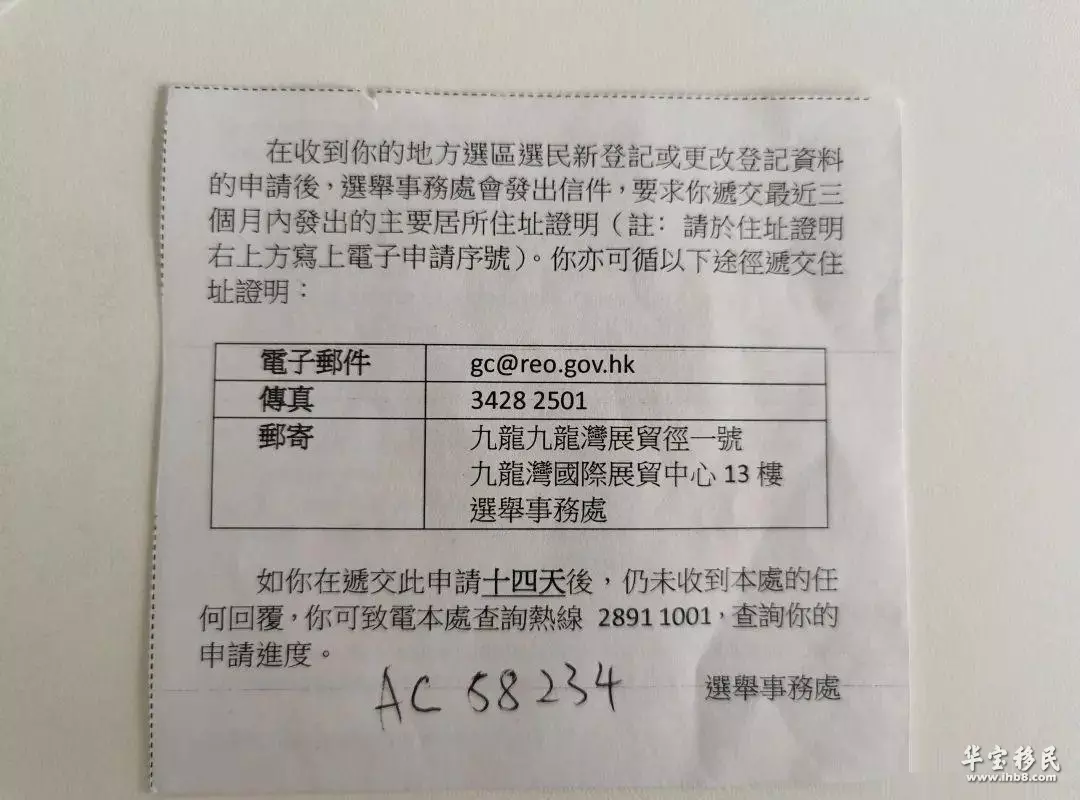 在收到你的地方選區選民新登記或更改登記資料
的申請後，選舉事務處會發出信件，要求你遞交最近三
個月內發出的主要居所住址證明（註：請於住址證明
右上方寫上電子申請序號）。你亦可循以下途徑遞交住
址證明：
電子郵件 gc@reo.gov.hk
傳真 3428 2501
郵寄 九龍九龍灣展貿徑一號
九龍灣國際展貿中心 13 樓
選舉事務處
如你在遞交此申請十四天後，仍未收到本處的任
何回覆，你可致電本處查詢熱線 2891 1001，查詢你的
申請進度。
AC 58234
選舉事務處
华宝移民
www.ihb8.com